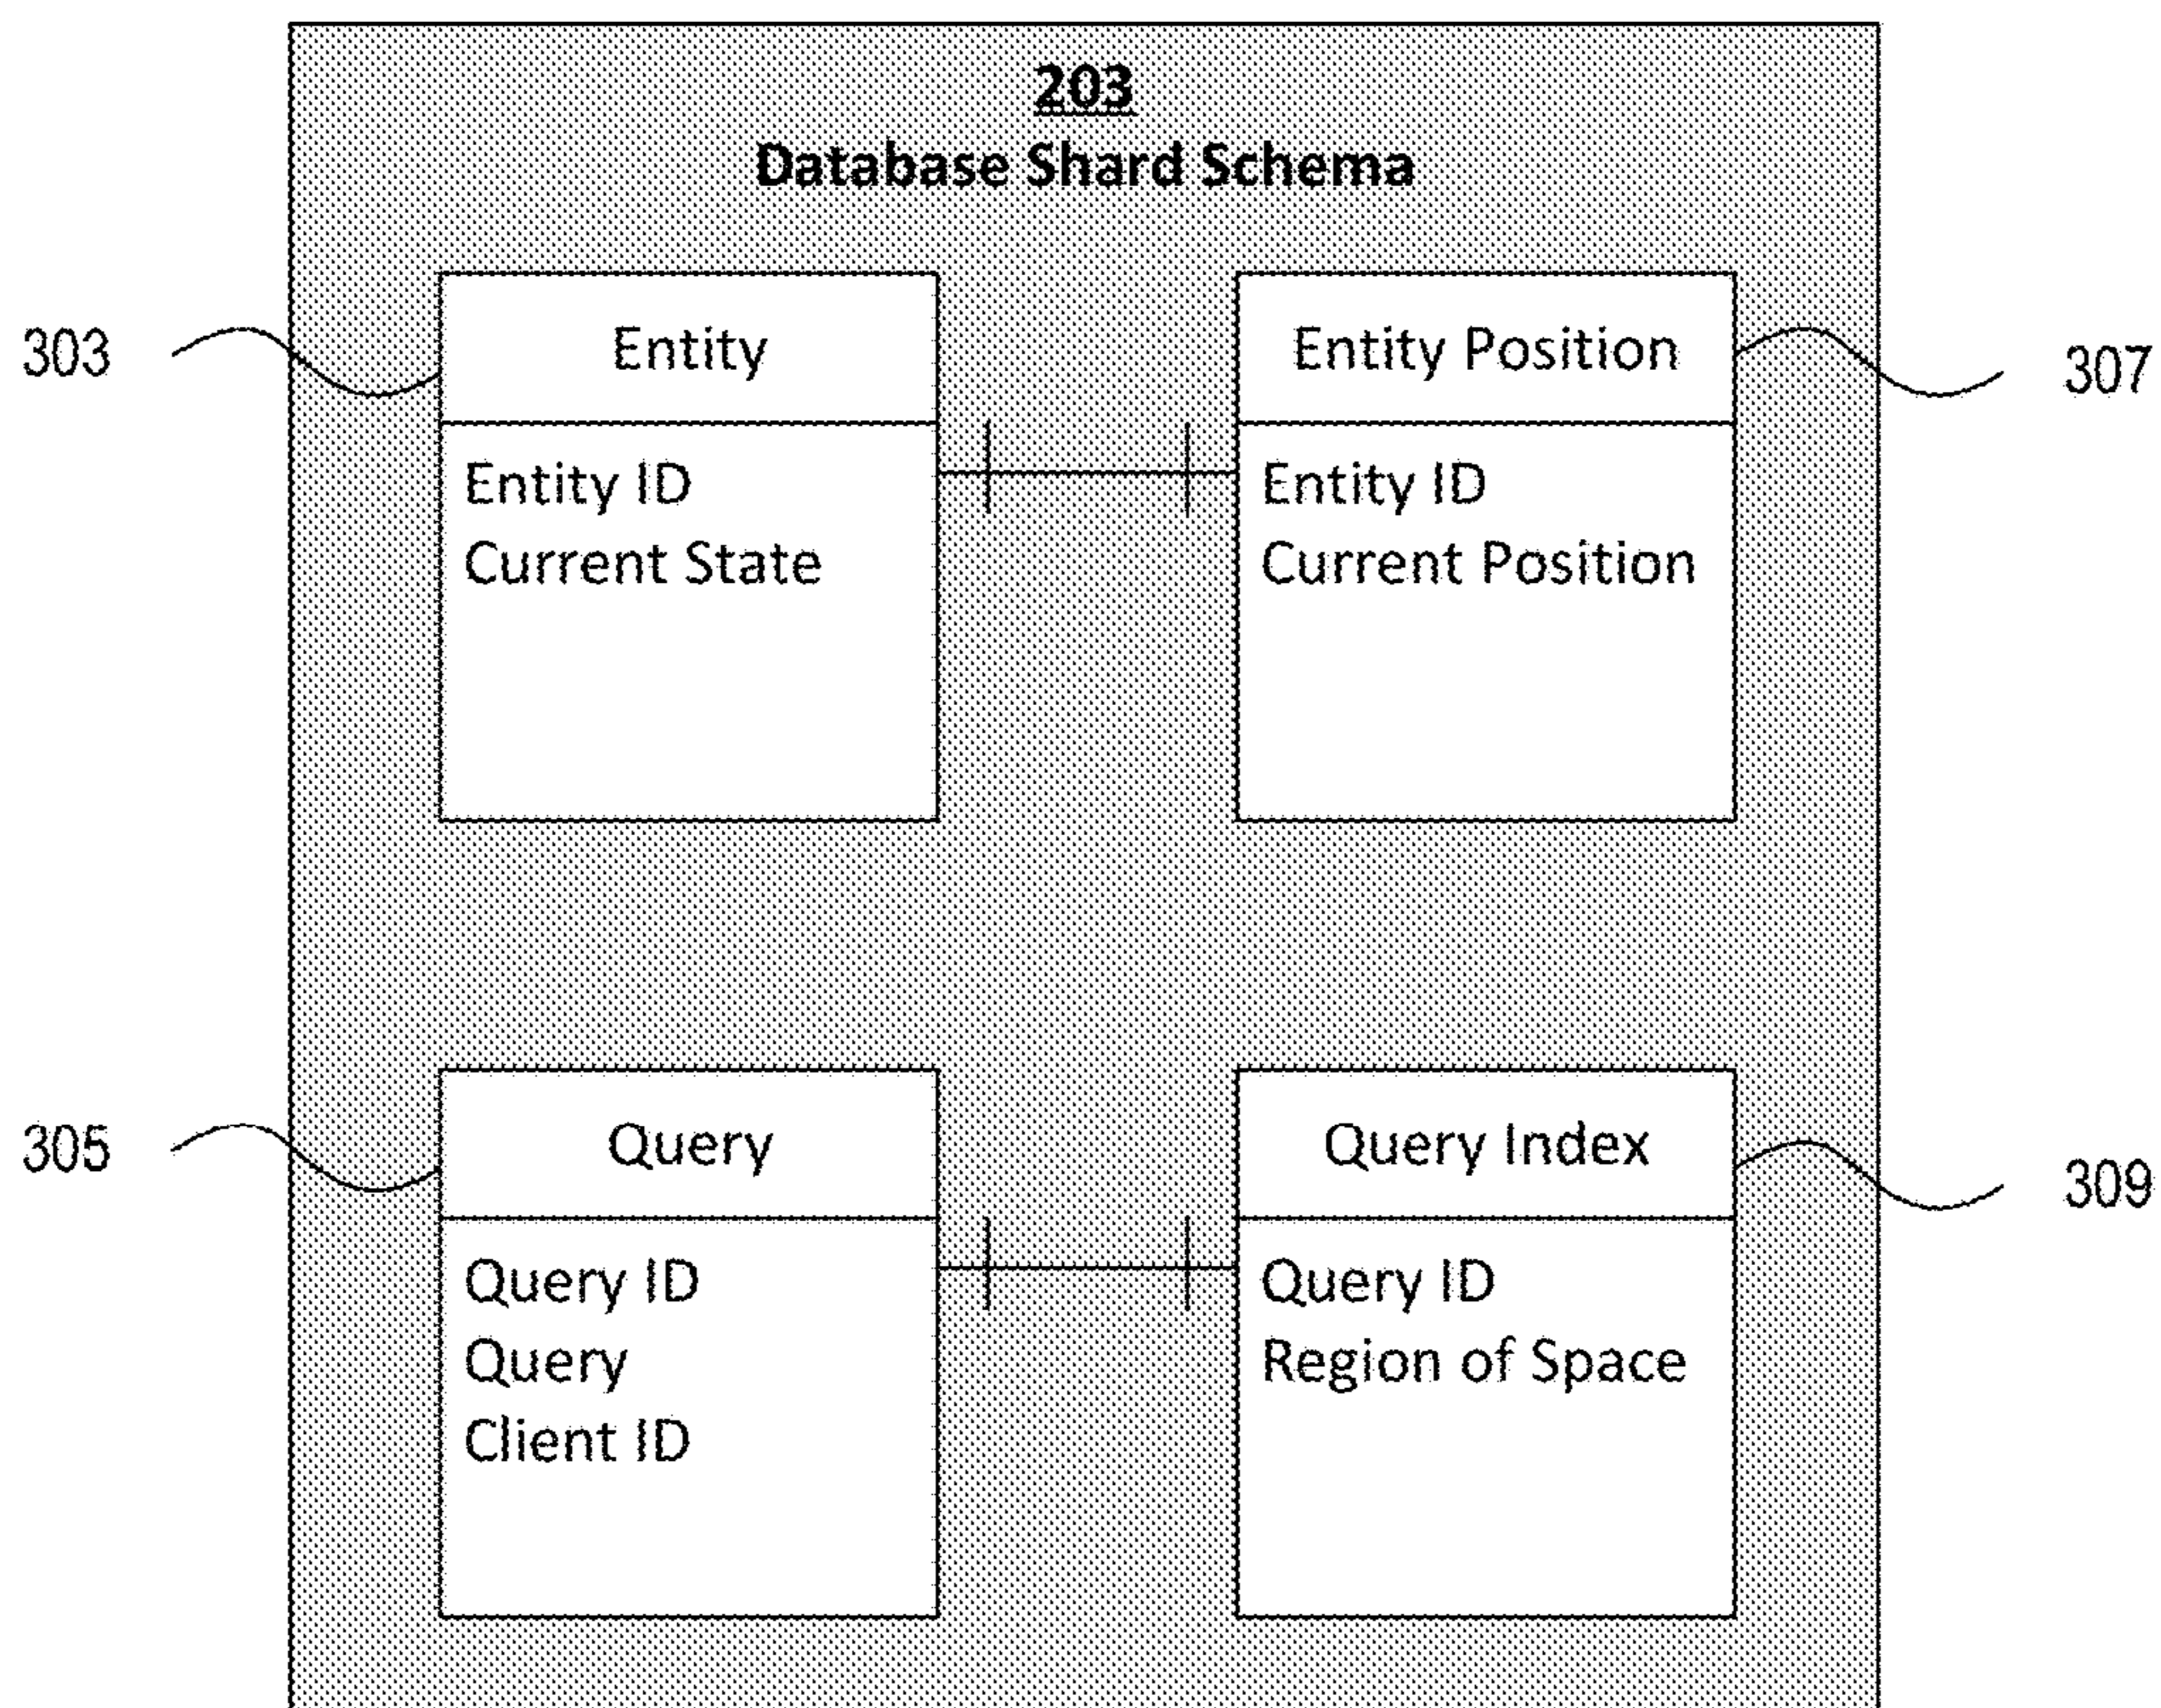 203
Database Shard Schema
303
Entity
Entity ID
Current State
Entity Position
307
Entity ID
Current Position
305
Query
Query ID
Query
Client ID
Query Index
309
Query ID
Region of Space